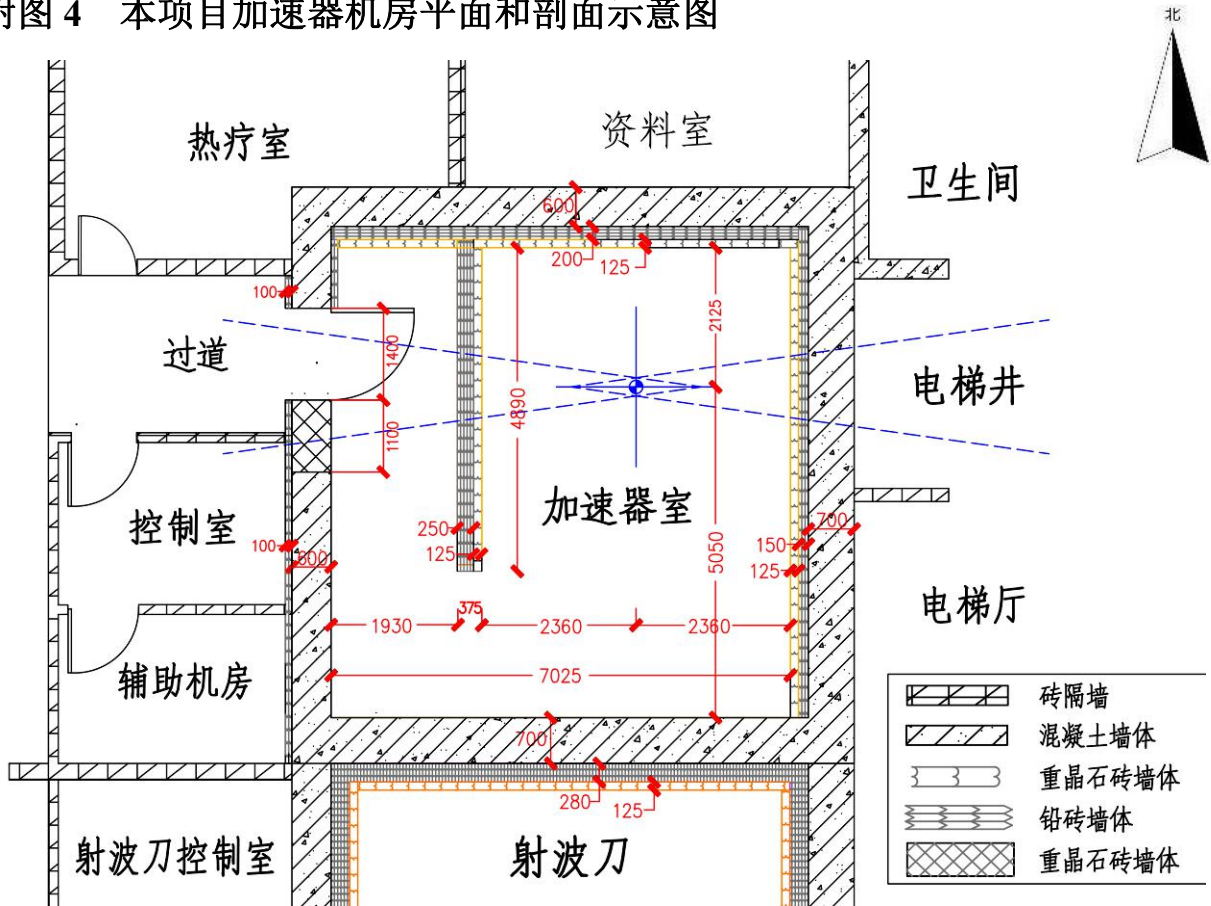 附图 4 本项目加速器机房平面和剖面示意图
北
热疗室
资料室
卫生间
600
200
125
100
2125
过道
1400
4890
电梯井
1100
控制室
加速器室
250
125
100
600
700
150
125
5050
375
电梯厅
1930
2360
2360
辅助机房
7025
700
280
125
射波刀控制室
射波刀
砖隔墙
混凝土墙体
重晶石砖墙体
铅砖墙体
重晶石砖墙体